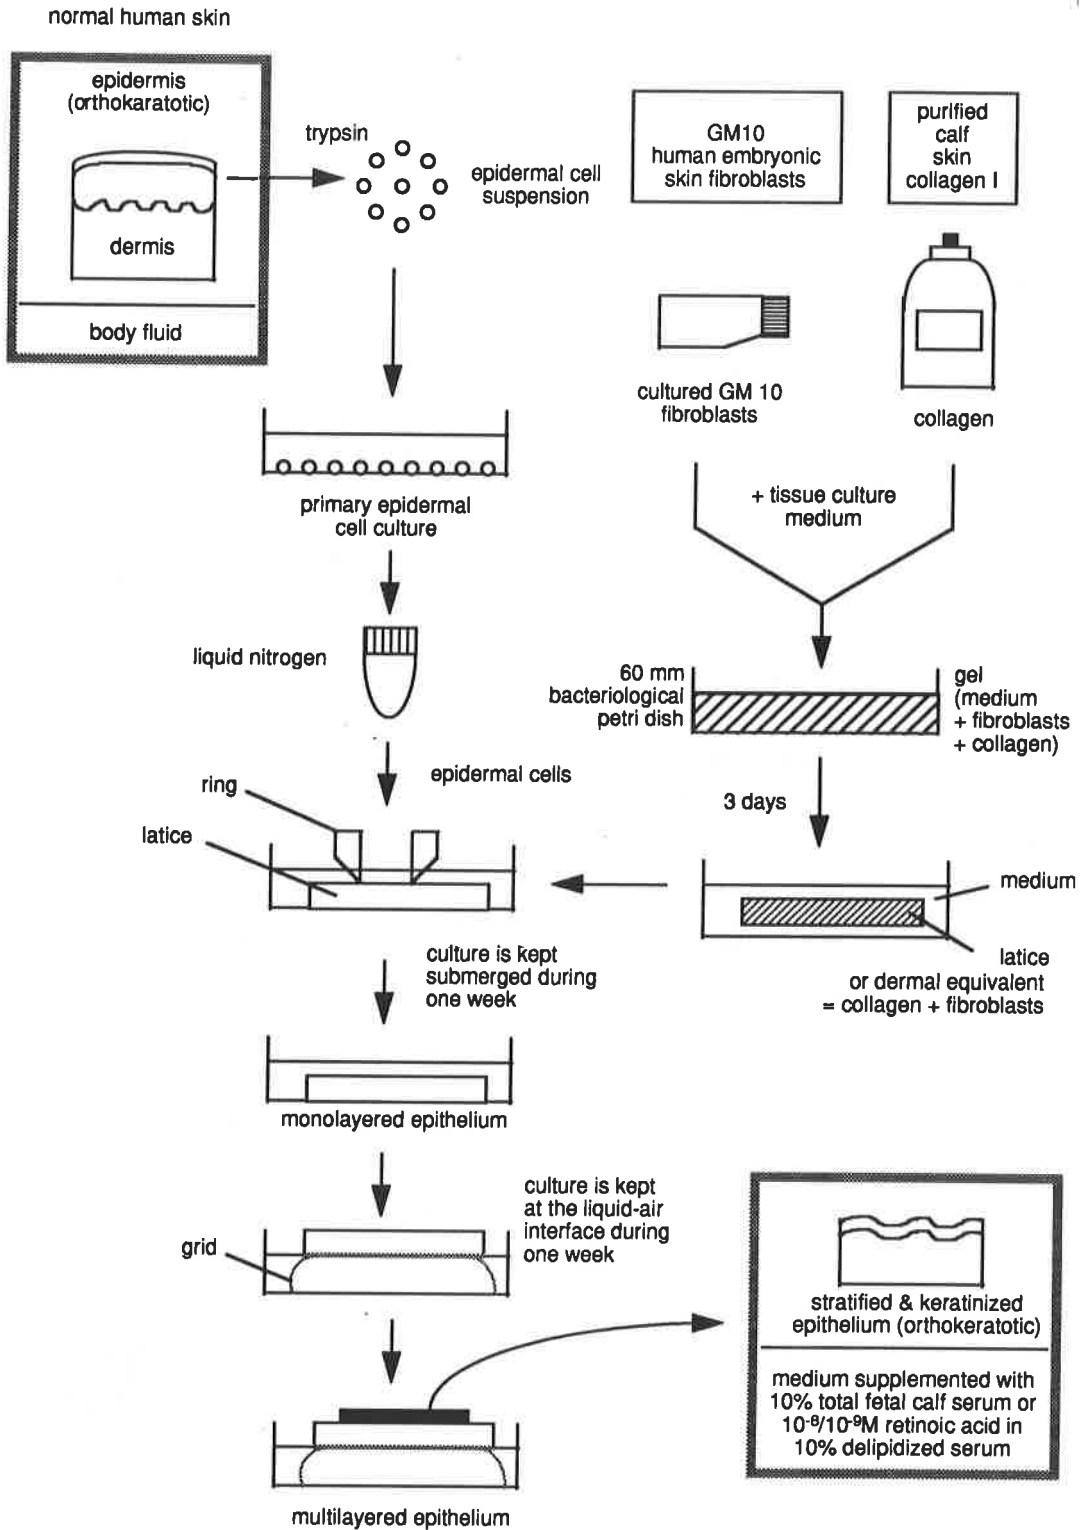 normal human skin
epidermis
(orthokaratotic)
dermis
body fluid
trypsin
epidermal cell
suspension
GM10
human embryonic
skin fibroblasts
purified
calf
skin
collagen I
cultured GM 10
fibroblasts
collagen
primary epidermal
cell culture
+ tissue culture
medium
liquid nitrogen
60 mm
bacteriological
petri dish
gel
(medium
+ fibroblasts
+ collagen)
epidermal cells
3 days
ring
latice
medium
latice
or dermal equivalent
= collagen + fibroblasts
culture is kept
submerged during
one week
monolayered epithelium
culture is kept
at the liquid-air
interface during
one week
grid
stratified & keratinized
epithelium (orthokeratotic)
medium supplemented with
10% total fetal calf serum or
10⁻⁸/10⁻⁹M retinoic acid in
10% delipidized serum
multilayered epithelium